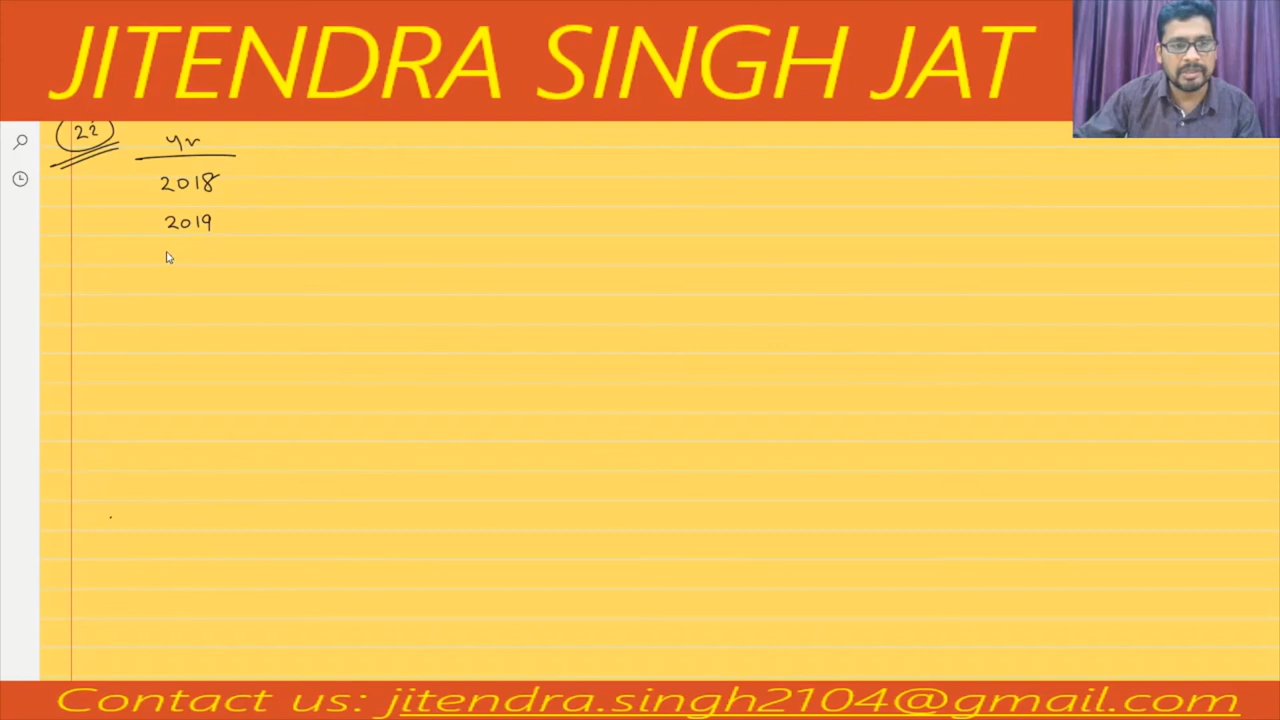 JITENDRA SINGH JAT
22
Yr
2018
2019
Contact us: jitendra.singh2104@gmail.com